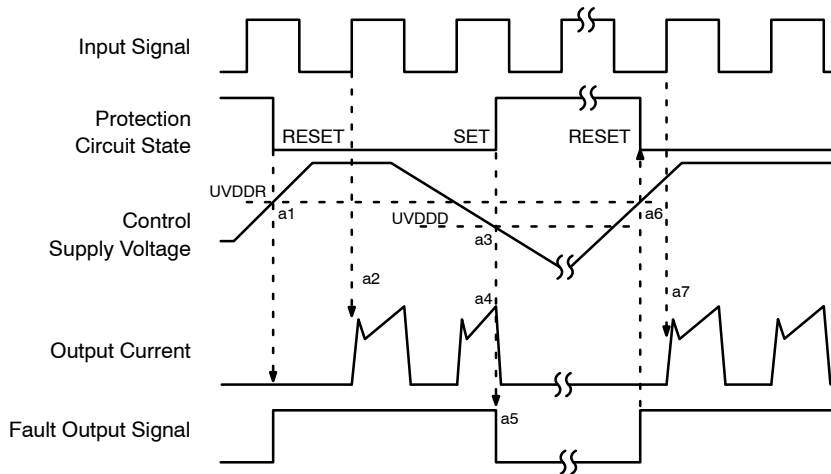 Input Signal
Protection
Circuit State
RESET
SET
RESET
UVDDR
a1
a6
Control
Supply Voltage
UVDDD
a3
a2
a4
a7
Output Current
a5
Fault Output Signal